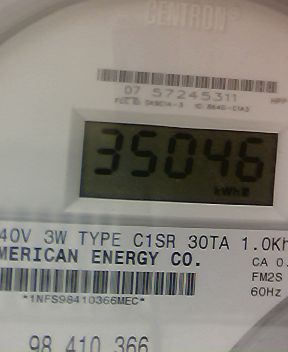 CENTRON®
07 57245311
35046
kWh
40V 3W TYPE C1SR 30TA 1.0Kh
MERICAN ENERGY CO.
CA 0.
FM2S
60Hz
*1NFS98410366MEC*
98 410 366